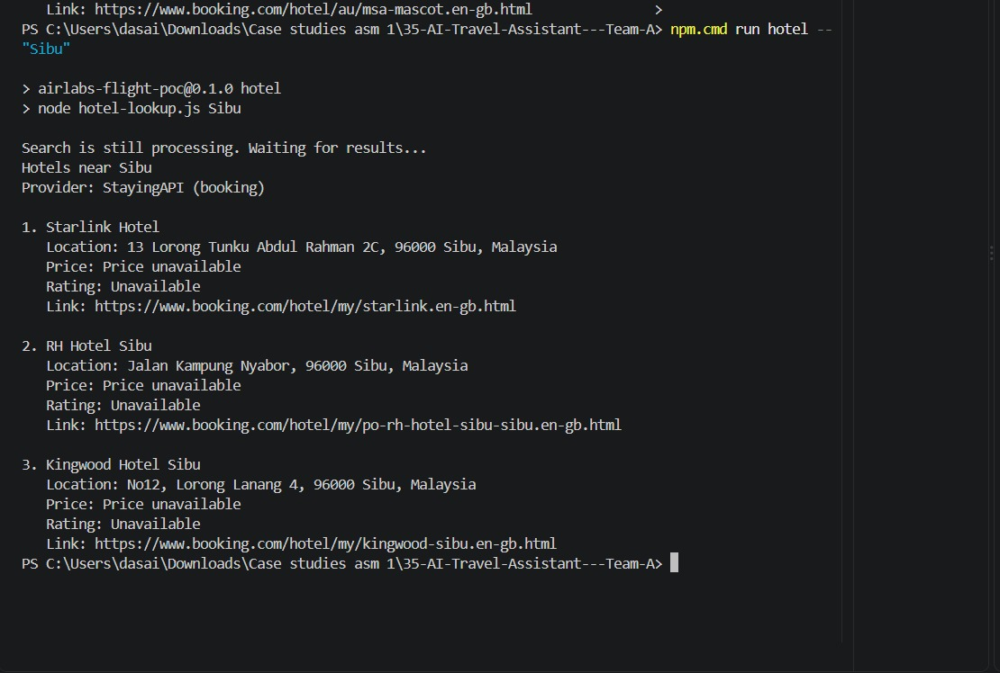 Link: https://www.booking.com/hotel/au/msa-mascot.en-gb.html >
PS C:\Users\dasai\Downloads\Case studies asm 1\35-AI-Travel-Assistant---Team-A> npm.cmd run hotel --
"Sibu"
> airlabs-flight-poc@0.1.0 hotel
> node hotel-lookup.js Sibu
Search is still processing. Waiting for results...
Hotels near Sibu
Provider: StayingAPI (booking)
1. Starlink Hotel
Location: 13 Lorong Tunku Abdul Rahman 2C, 96000 Sibu, Malaysia
Price: Price unavailable
Rating: Unavailable
Link: https://www.booking.com/hotel/my/starlink.en-gb.html
2. RH Hotel Sibu
Location: Jalan Kampung Nyabor, 96000 Sibu, Malaysia
Price: Price unavailable
Rating: Unavailable
Link: https://www.booking.com/hotel/my/po-rh-hotel-sibu-sibu.en-gb.html
3. Kingwood Hotel Sibu
Location: No12, Lorong Lanang 4, 96000 Sibu, Malaysia
Price: Price unavailable
Rating: Unavailable
Link: https://www.booking.com/hotel/my/kingwood-sibu.en-gb.html
PS C:\Users\dasai\Downloads\Case studies asm 1\35-AI-Travel-Assistant---Team-A>